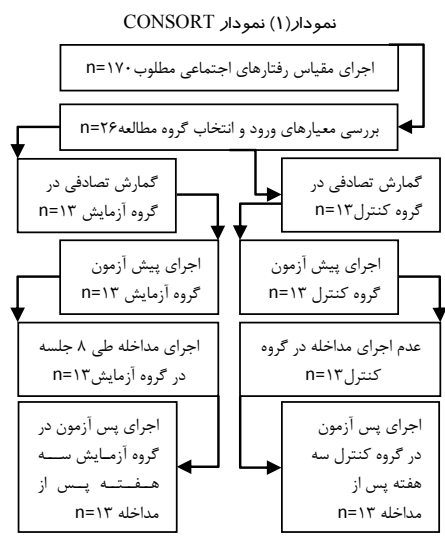 نمودار(۱) نمودار CONSORT
اجرای مقیاس رفتارهای اجتماعی مطلوب n=۱۷۰
بررسی معیارهای ورود و انتخاب گروه مطالعه n=۲۶
گمارش تصادفی در
گروه کنترل n=۱۳
گمارش تصادفی در
گروه آزمایش
n=۱۳
اجرای پیش آزمون
گروه کنترل n=۱۳
اجرای پیش آزمون
گروه آزمایش n=۱۳
عدم اجرای مداخله در گروه
کنترل n=۱۳
اجرای مداخله طی ۸ جلسه
در گروه آزمایش n=۱۳
اجرای پس آزمون
در گروه کنترل سه
هفته پس از
مداخله n=۱۳
اجرای پس آزمون در
گروه آزمـایش ســه
هـفـتـه پـس از
مداخله n=۱۳